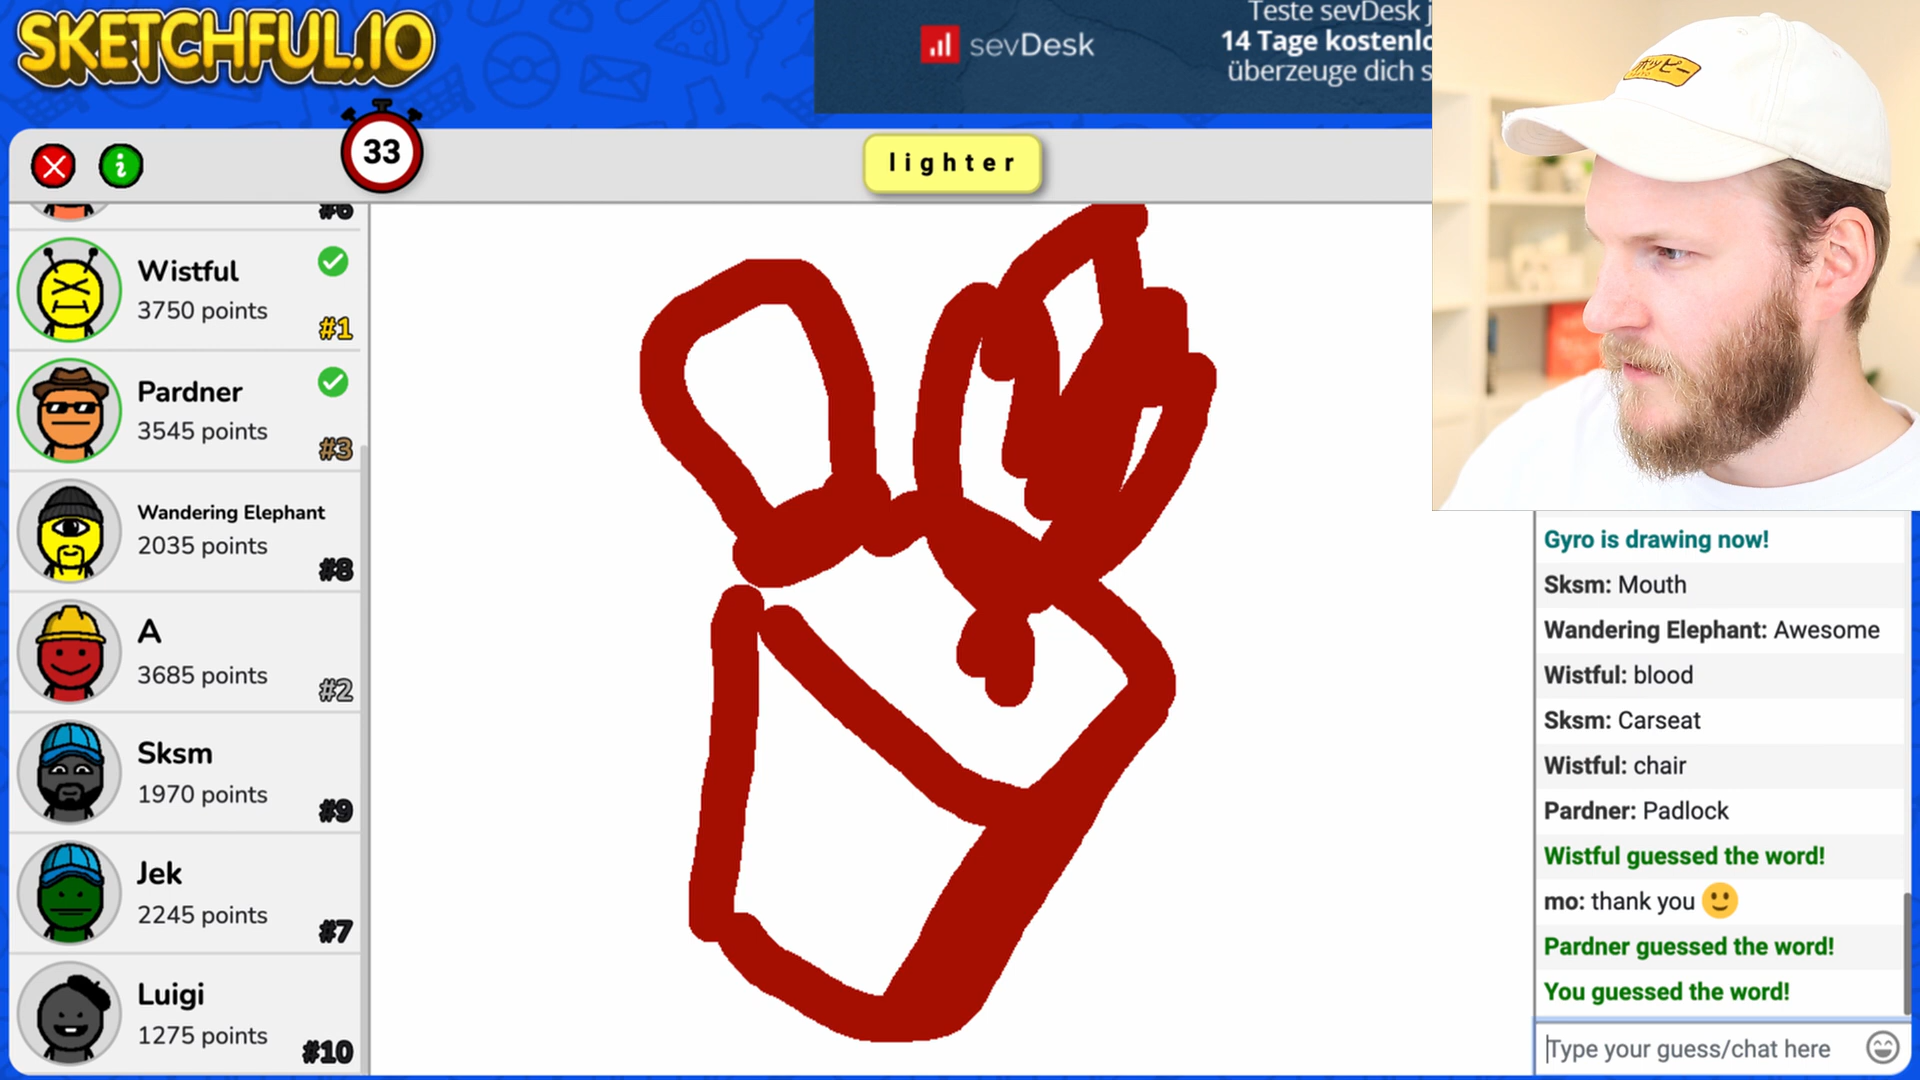 SKETCHFUL.IO
sevDesk
Teste sevDesk j
14 Tage kostenlo
überzeuge dich s
33
lighter
#6
Wistful
3750 points
#1
Pardner
3545 points
#3
Wandering Elephant
2035 points
#8
A
3685 points
#2
Sksm
1970 points
#9
Jek
2245 points
#7
Luigi
1275 points
#10
Gyro is drawing now!
Sksm: Mouth
Wandering Elephant: Awesome
Wistful: blood
Sksm: Carseat
Wistful: chair
Pardner: Padlock
Wistful guessed the word!
mo: thank you 🙂
Pardner guessed the word!
You guessed the word!
Type your guess/chat here